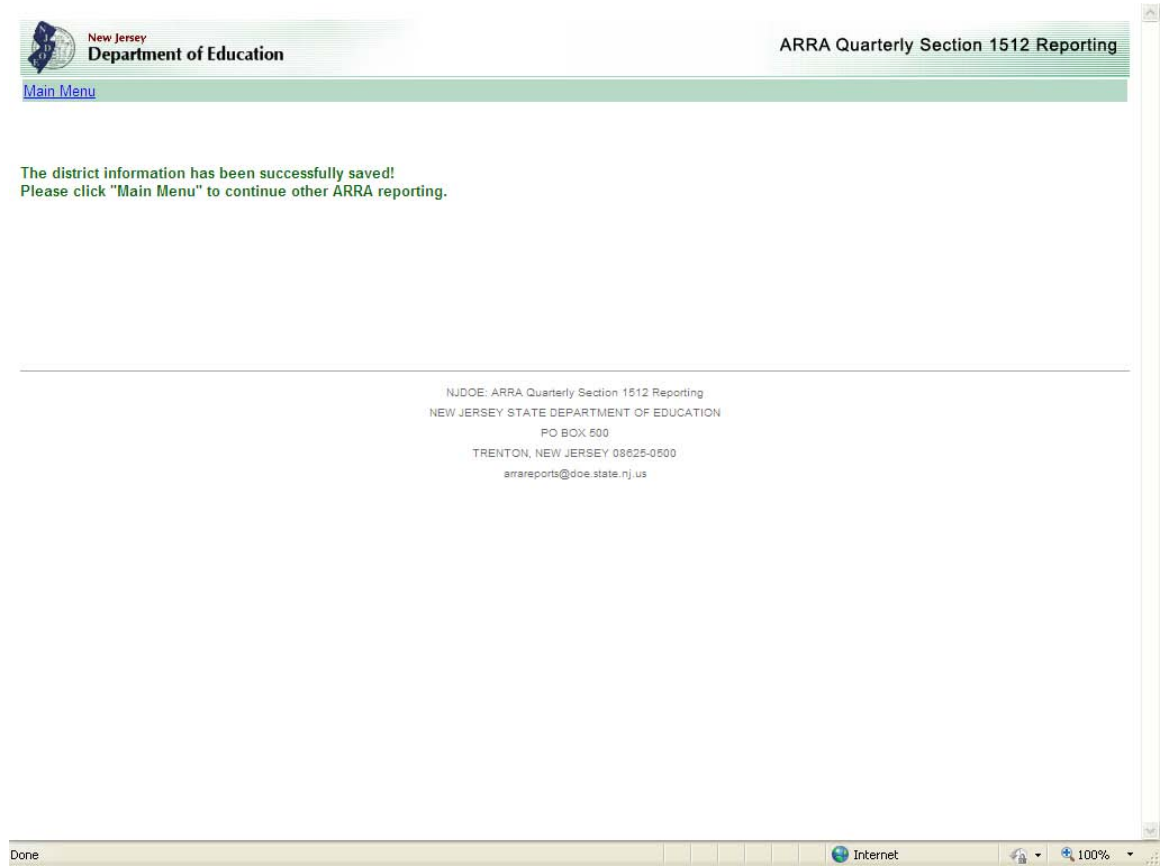 New Jersey
Department of Education
ARRA Quarterly Section 1512 Reporting
Main Menu
The district information has been successfully saved!
Please click "Main Menu" to continue other ARRA reporting.
NJDOE: ARRA Quarterly Section 1512 Reporting
NEW JERSEY STATE DEPARTMENT OF EDUCATION
PO BOX 500
TRENTON, NEW JERSEY 08625-0500
arrareports@doe.state.nj.us
Done
Internet
100%